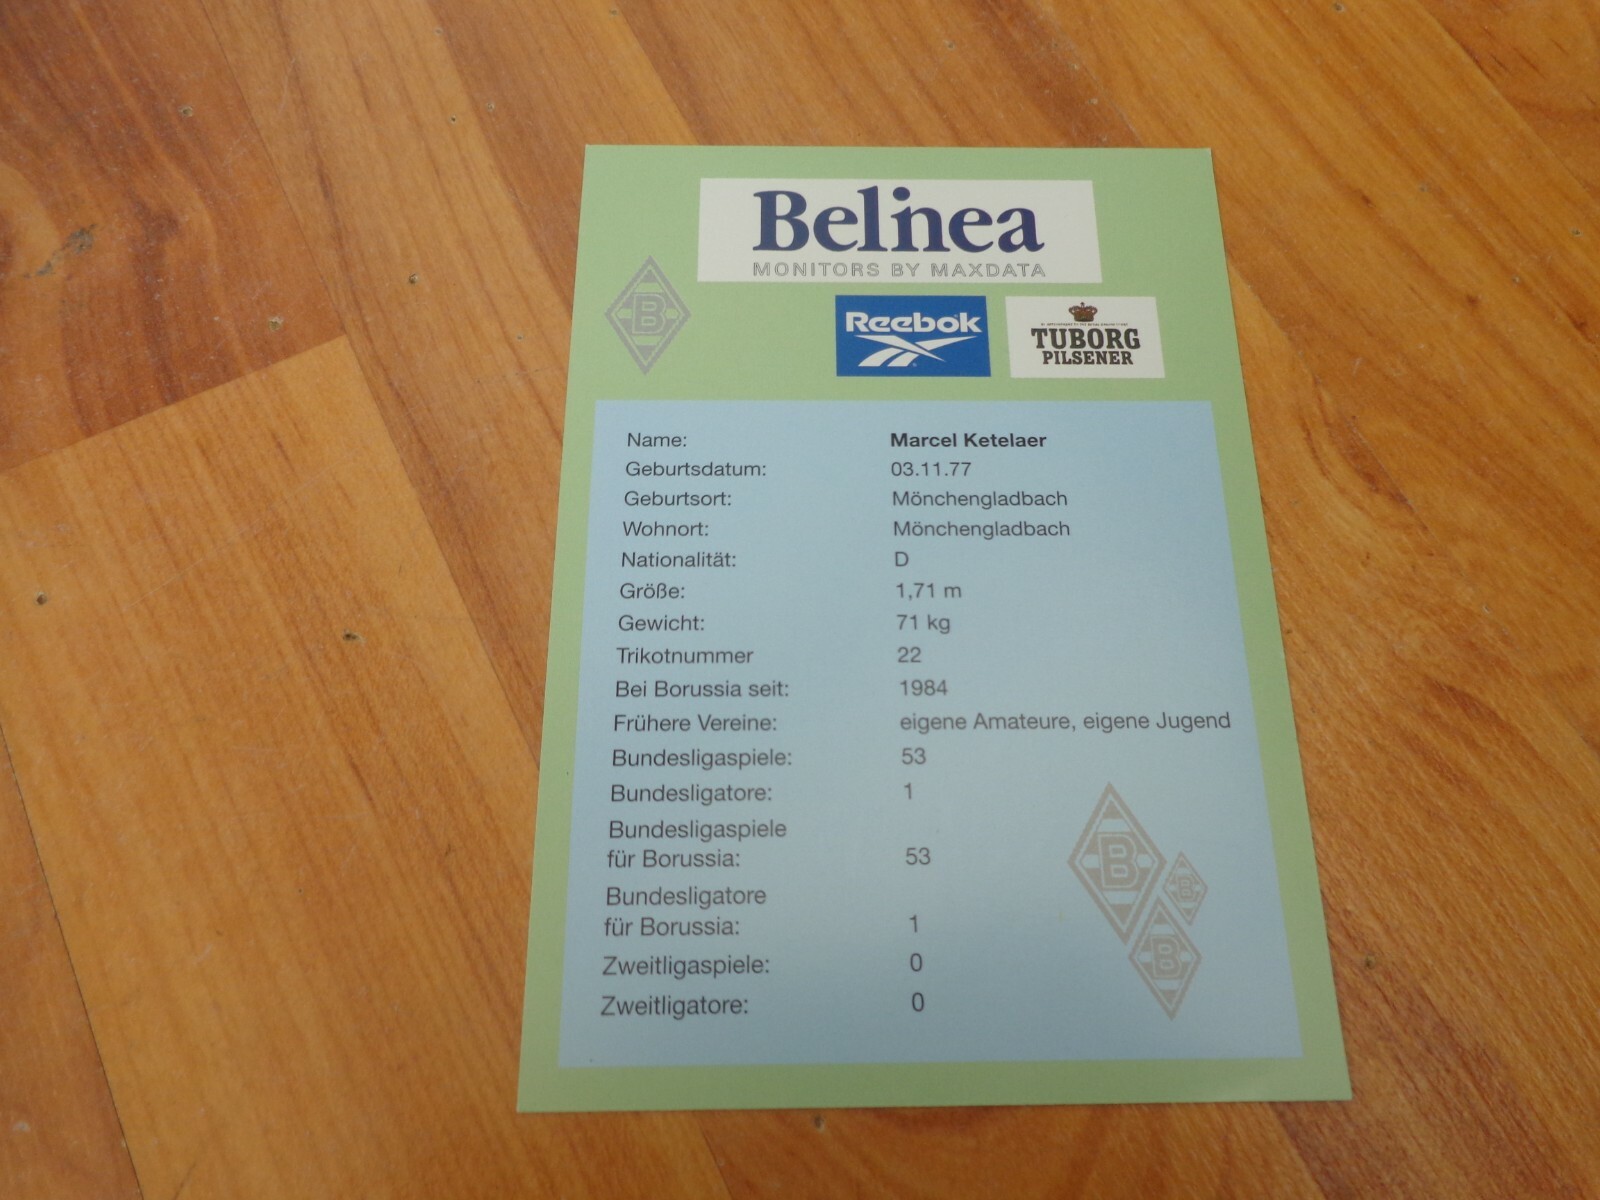 Belinea
MONITORS BY MAXDATA
B
Reebok
TUBORG
PILSENER
Name: Marcel Ketelaer
Geburtsdatum: 03.11.77
Geburtsort: Mönchengladbach
Wohnort: Mönchengladbach
Nationalität: D
Größe: 1,71 m
Gewicht: 71 kg
Trikotnummer 22
Bei Borussia seit: 1984
Frühere Vereine: eigene Amateure, eigene Jugend
Bundesligaspiele: 53
Bundesligatore: 1
Bundesligaspiele
für Borussia: 53
Bundesligatore
für Borussia: 1
Zweitligaspiele: 0
Zweitligatore: 0
B
B
B